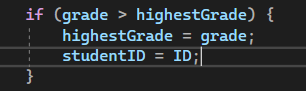 if (grade > highestGrade) {
    highestGrade = grade;
    studentID = ID;
}